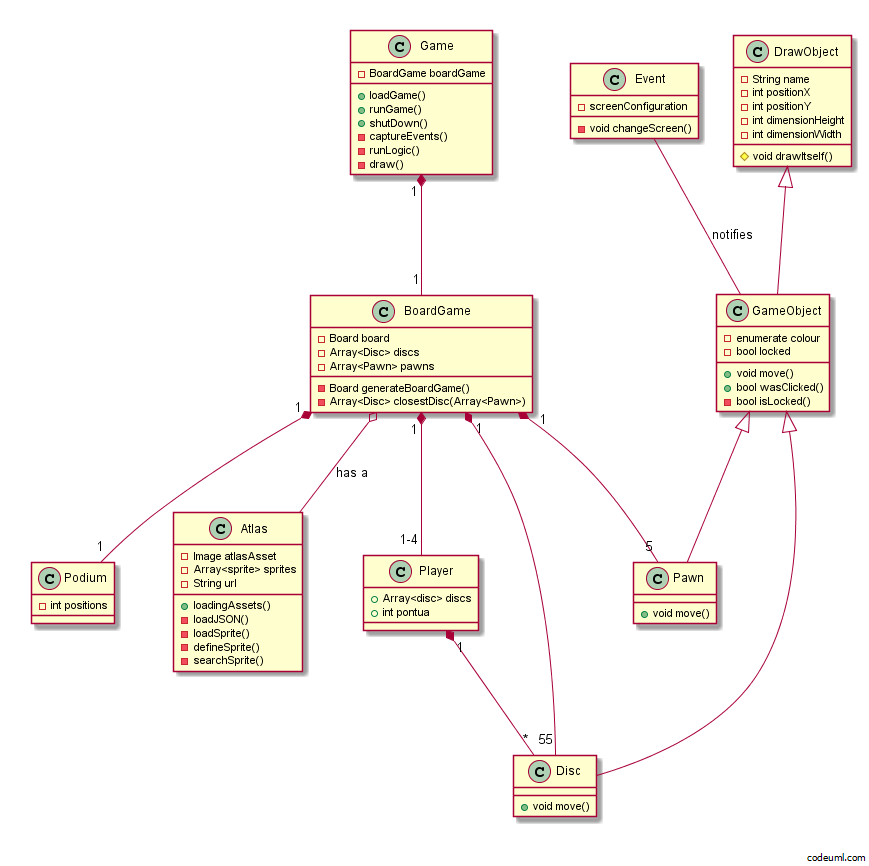 C Game
BoardGame boardGame
loadGame()
runGame()
shutDown()
captureEvents()
runLogic()
draw()
C Event
screenConfiguration
void changeScreen()
C DrawObject
String name
int positionX
int positionY
int dimensionHeight
int dimensionWidth
void drawItself()
1
notifies
1
C BoardGame
Board board
Array<Disc> discs
Array<Pawn> pawns
Board generateBoardGame()
Array<Disc> closestDisc(Array<Pawn>)
C GameObject
enumerate colour
bool locked
void move()
bool wasClicked()
bool isLocked()
1
1
1
1
has a
1
1-4
5
C Podium
int positions
C Atlas
Image atlasAsset
Array<sprite> sprites
String url
loadingAssets()
loadJSON()
loadSprite()
defineSprite()
searchSprite()
C Player
Array<disc> discs
int pontua
C Pawn
void move()
1
*
55
C Disc
void move()
codeuml.com